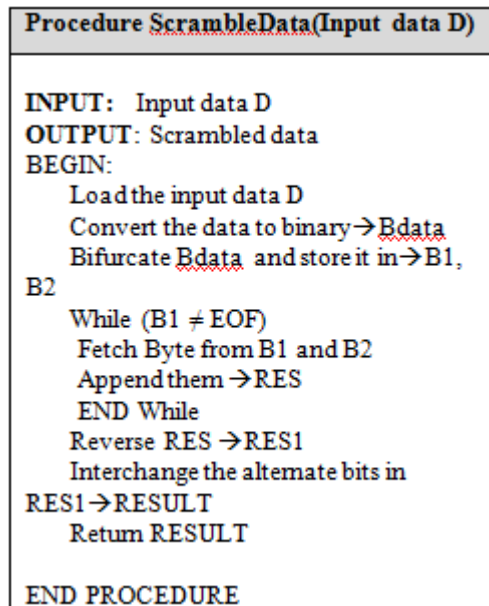 Procedure ScrambleData(Input data D)
INPUT: Input data D
OUTPUT: Scrambled data
BEGIN:
Load the input data D
Convert the data to binary→Bdata
Bifurcate Bdata and store it in→B1,
B2
While (B1 ≠ EOF)
Fetch Byte from B1 and B2
Append them →RES
END While
Reverse RES →RES1
Interchange the alternate bits in
RES1→RESULT
Return RESULT
END PROCEDURE